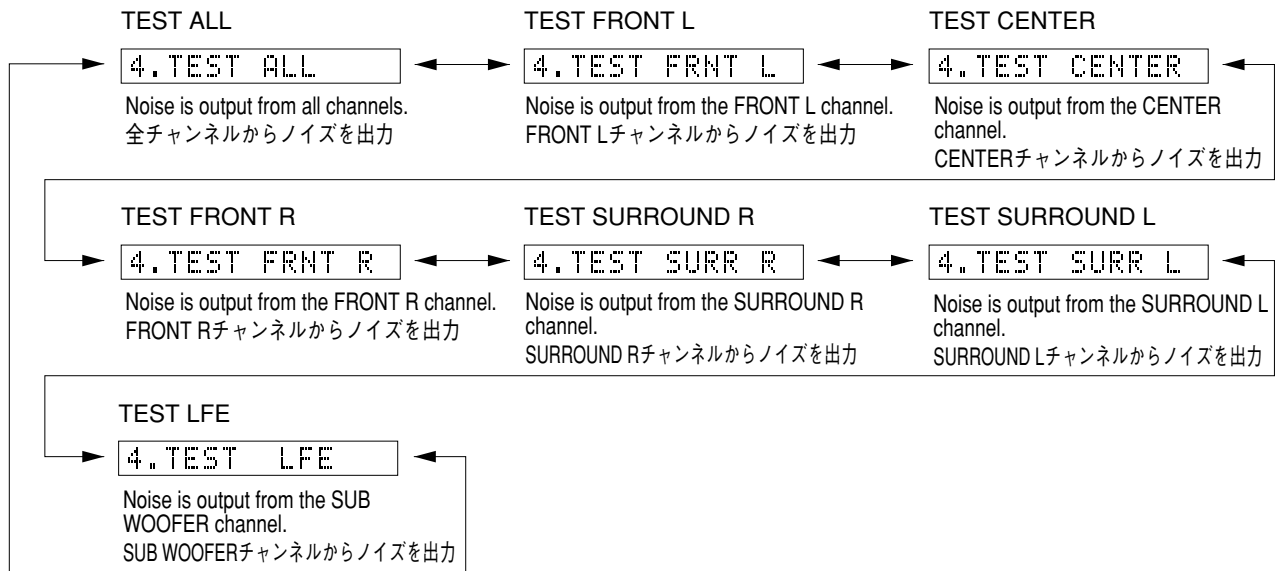 TEST ALL
4.TEST ALL
Noise is output from all channels.
全チャンネルからノイズを出力
TEST FRONT L
4.TEST FRNT L
Noise is output from the FRONT L channel.
FRONT Lチャンネルからノイズを出力
TEST CENTER
4.TEST CENTER
Noise is output from the CENTER
channel.
CENTERチャンネルからノイズを出力
TEST FRONT R
4.TEST FRNT R
Noise is output from the FRONT R channel.
FRONT Rチャンネルからノイズを出力
TEST SURROUND R
4.TEST SURR R
Noise is output from the SURROUND R
channel.
SURROUND Rチャンネルからノイズを出力
TEST SURROUND L
4.TEST SURR L
Noise is output from the SURROUND L
channel.
SURROUND Lチャンネルからノイズを出力
TEST LFE
4.TEST LFE
Noise is output from the SUB
WOOFER channel.
SUB WOOFERチャンネルからノイズを出力